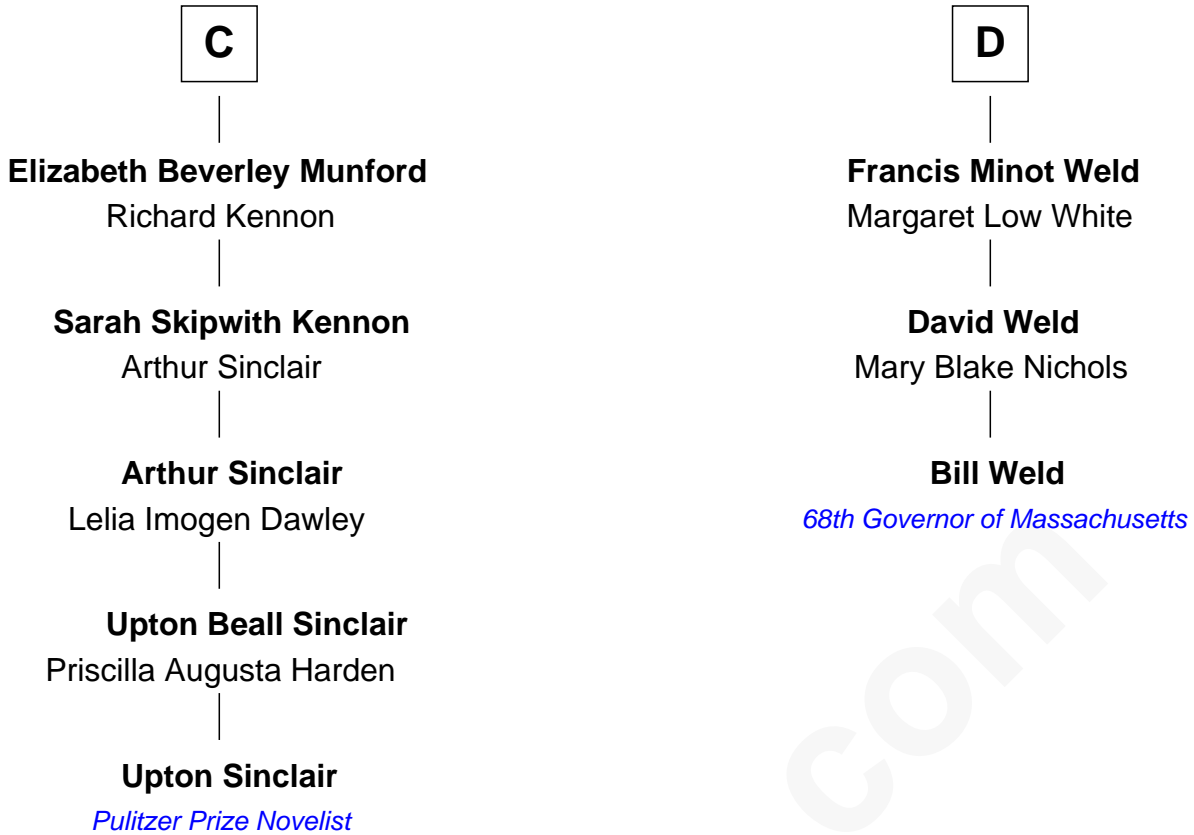 C
Elizabeth Beverley Munford
Richard Kennon
Sarah Skipwith Kennon
Arthur Sinclair
Arthur Sinclair
Lelia Imogen Dawley
Upton Beall Sinclair
Priscilla Augusta Harden
Upton Sinclair
Pulitzer Prize Novelist
D
Francis Minot Weld
Margaret Low White
David Weld
Mary Blake Nichols
Bill Weld
68th Governor of Massachusetts
com